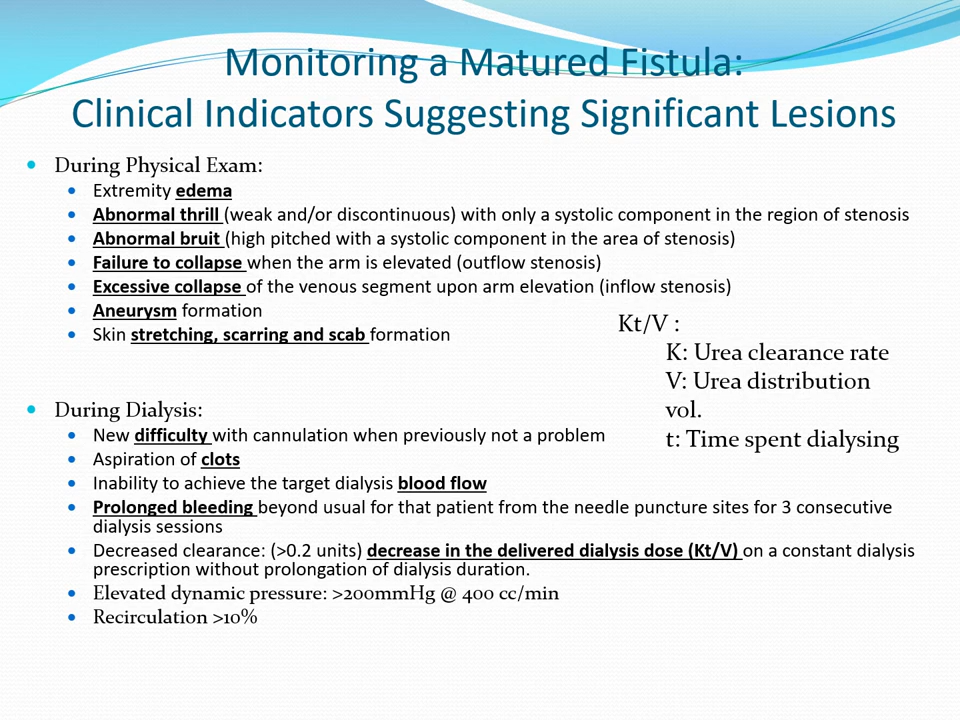 Monitoring a Matured Fistula:
Clinical Indicators Suggesting Significant Lesions
• During Physical Exam:
• Extremity edema
• Abnormal thrill (weak and/or discontinuous) with only a systolic component in the region of stenosis
• Abnormal bruit (high pitched with a systolic component in the area of stenosis)
• Failure to collapse when the arm is elevated (outflow stenosis)
• Excessive collapse of the venous segment upon arm elevation (inflow stenosis)
• Aneurysm formation
• Skin stretching, scarring and scab formation
Kt/V :
K: Urea clearance rate
V: Urea distribution
vol.
t: Time spent dialysing
• During Dialysis:
• New difficulty with cannulation when previously not a problem
• Aspiration of clots
• Inability to achieve the target dialysis blood flow
• Prolonged bleeding beyond usual for that patient from the needle puncture sites for 3 consecutive
dialysis sessions
• Decreased clearance: (>0.2 units) decrease in the delivered dialysis dose (Kt/V) on a constant dialysis
prescription without prolongation of dialysis duration.
• Elevated dynamic pressure: >200mmHg @ 400 cc/min
• Recirculation >10%